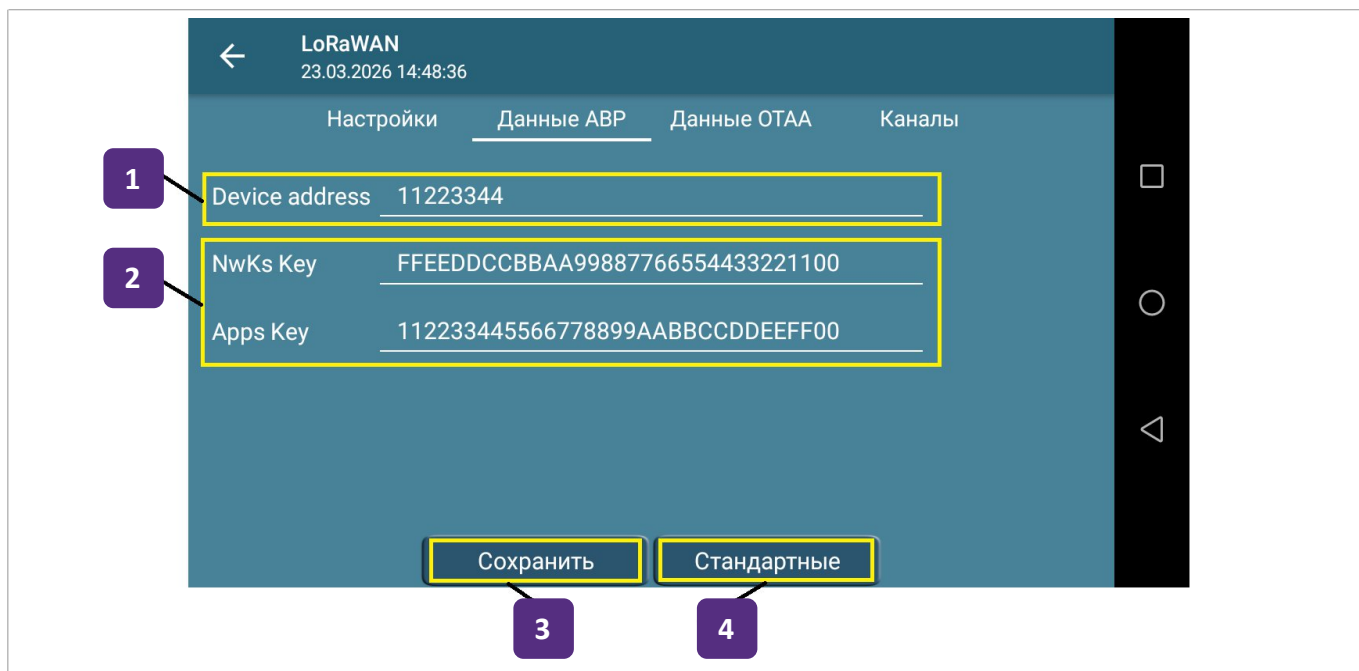 LoRaWAN
23.03.2026 14:48:36
Настройки Данные ABP Данные OTAA Каналы
1
Device address 11223344
2
NwKs Key FFEEDDCCBBAA99887766554433221100
Apps Key 112233445566778899AABBCCDDEEFF00
Сохранить Стандартные
3 4